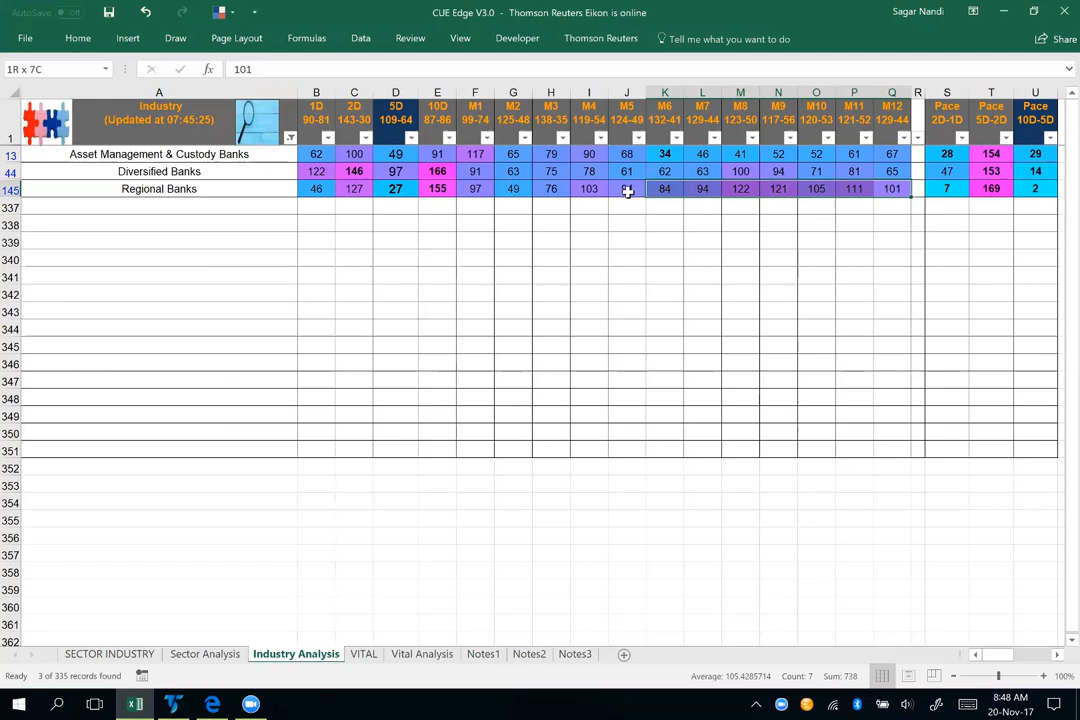 AutoSave Off
CUE Edge V3.0 - Thomson Reuters Eikon is online
Sagar Nandi
File Home Insert Draw Page Layout Formulas Data Review View Developer Thomson Reuters Tell me what you want to do Share
1R x 7C fx 101
A B C D E F G H I J K L M N O P Q R S T U
Industry 1D 2D 5D 10D M1 M2 M3 M4 M5 M6 M7 M8 M9 M10 M11 M12 Pace Pace Pace
(Updated at 07:45:25) 90-81 143-30 109-64 87-86 99-74 125-48 138-35 119-54 124-49 132-41 129-44 123-50 117-56 120-53 121-52 129-44 2D-1D 5D-2D 10D-5D
1
13 Asset Management & Custody Banks 62 100 49 91 117 65 79 90 68 34 46 41 52 52 61 67 28 154 29
44 Diversified Banks 122 146 97 166 91 63 75 78 61 62 63 100 94 71 81 65 47 153 14
145 Regional Banks 46 127 27 155 97 49 76 103 84 94 122 121 105 111 101 7 169 2
337
338
339
340
341
342
343
344
345
346
347
348
349
350
351
352
353
354
355
356
357
358
359
360
361
362
SECTOR INDUSTRY Sector Analysis Industry Analysis VITAL Vital Analysis Notes1 Notes2 Notes3
Ready 3 of 335 records found Average: 105.4285714 Count: 7 Sum: 738 100%
8:48 AM
20-Nov-17